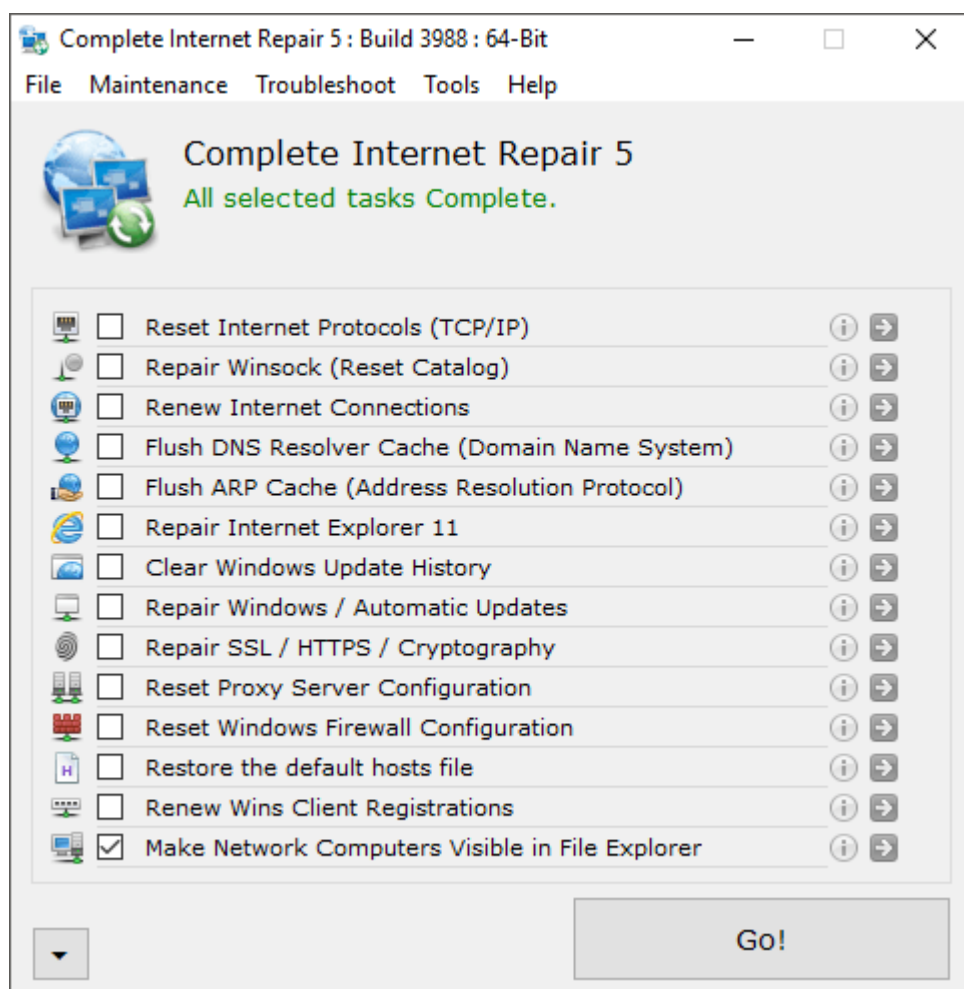 Complete Internet Repair 5 : Build 3988 : 64-Bit
File Maintenance Troubleshoot Tools Help
Complete Internet Repair 5
All selected tasks Complete.
Reset Internet Protocols (TCP/IP)
Repair Winsock (Reset Catalog)
Renew Internet Connections
Flush DNS Resolver Cache (Domain Name System)
Flush ARP Cache (Address Resolution Protocol)
Repair Internet Explorer 11
Clear Windows Update History
Repair Windows / Automatic Updates
Repair SSL / HTTPS / Cryptography
Reset Proxy Server Configuration
Reset Windows Firewall Configuration
Restore the default hosts file
Renew Wins Client Registrations
Make Network Computers Visible in File Explorer
Go!